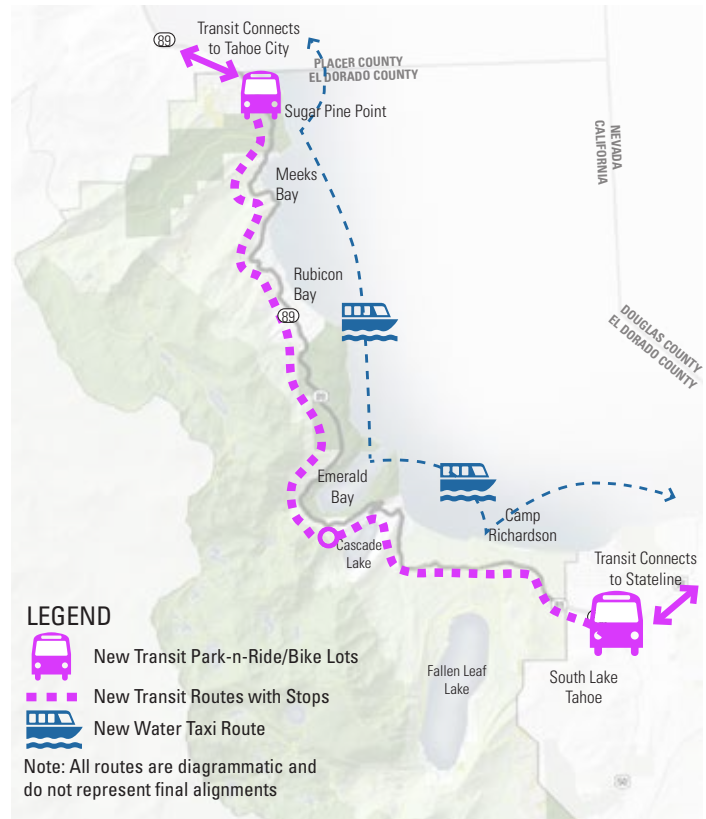 Transit Connects
to Tahoe City
89
PLACER COUNTY
EL DORADO COUNTY
Sugar Pine Point
NEVADA
CALIFORNIA
Meeks
Bay
Rubicon
Bay
89
DOUGLAS COUNTY
EL DORADO COUNTY
89
Emerald
Bay
Camp
Richardson
Cascade
Lake
Transit Connects
to Stateline
LEGEND
New Transit Park-n-Ride/Bike Lots
New Transit Routes with Stops
New Water Taxi Route
Note: All routes are diagrammatic and
do not represent final alignments
Fallen Leaf
Lake
South Lake
Tahoe
50